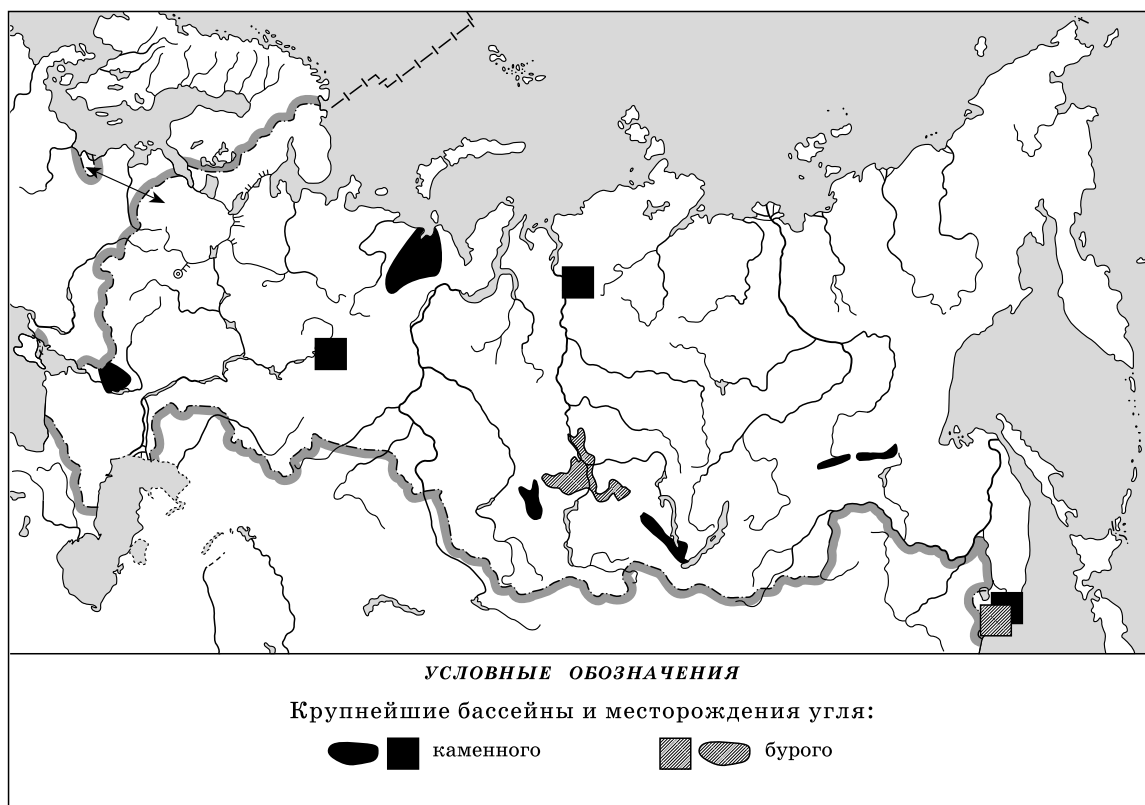 УСЛОВНЫЕ ОБОЗНАЧЕНИЯ
Крупнейшие бассейны и месторождения угля:
каменного
бурого